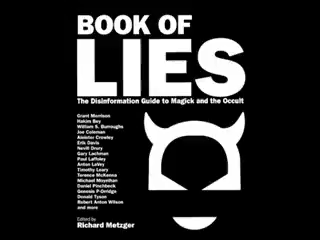 BOOK OF
LIES
The Disinformation Guide to Magick and the Occult
Grant Morrison
Hakim Bey
William S. Burroughs
Joe Coleman
Aleister Crowley
Erik Davis
Nevill Drury
Gary Lachman
Paul Laffoley
Anton LaVey
Timothy Leary
Terence McKenna
Michael Moynihan
Daniel Pinchbeck
Genesis P-Orridge
Donald Tyson
Robert Anton Wilson
and more
Edited by
Richard Metzger